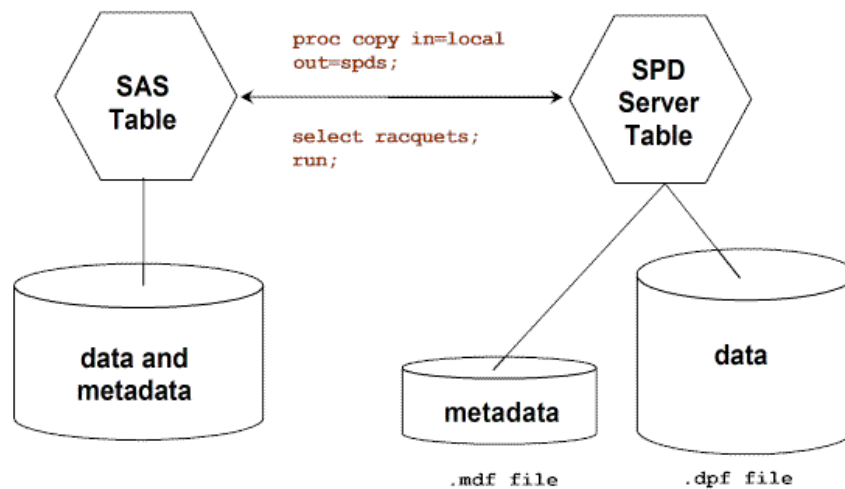 proc copy in=local
out=spds;
SAS
Table
SPD
Server
Table
select racquets;
run;
data and
metadata
metadata
data
.mdf file
.dpf file